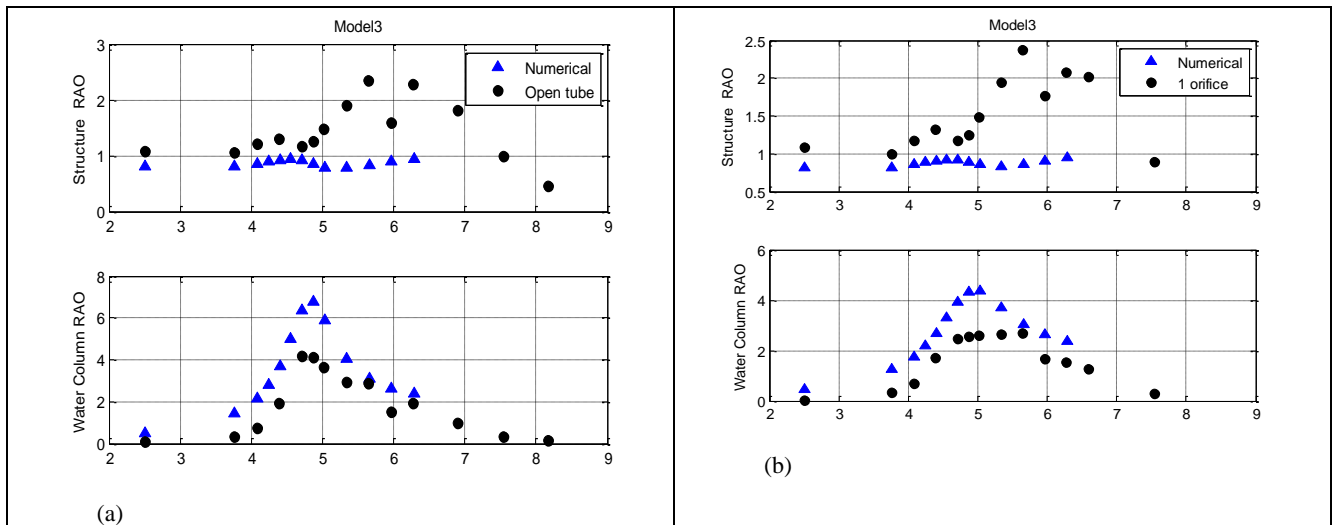 Model3
3
2
1
0
Structure RAO
Numerical
Open tube
2 3 4 5 6 7 8 9
8
6
4
2
0
Water Column RAO
2 3 4 5 6 7 8 9
(a)
Model3
2.5
2
1.5
1
0.5
Structure RAO
Numerical
1 orifice
2 3 4 5 6 7 8 9
6
4
2
0
Water Column RAO
2 3 4 5 6 7 8 9
(b)